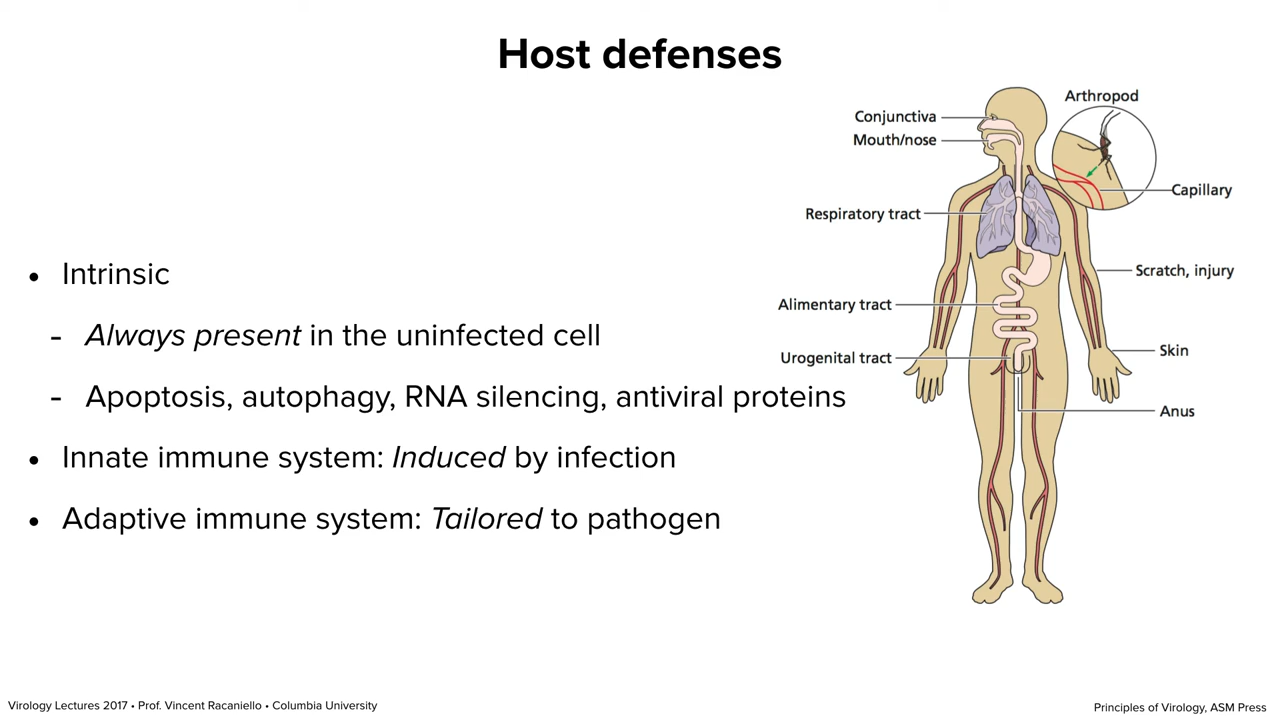 Host defenses
• Intrinsic
- Always present in the uninfected cell
- Apoptosis, autophagy, RNA silencing, antiviral proteins
• Innate immune system: Induced by infection
• Adaptive immune system: Tailored to pathogen
Arthropod
Conjunctiva
Mouth/nose
Capillary
Respiratory tract
Scratch, injury
Alimentary tract
Skin
Urogenital tract
Anus
Virology Lectures 2017 • Prof. Vincent Racaniello • Columbia University
Principles of Virology, ASM Press